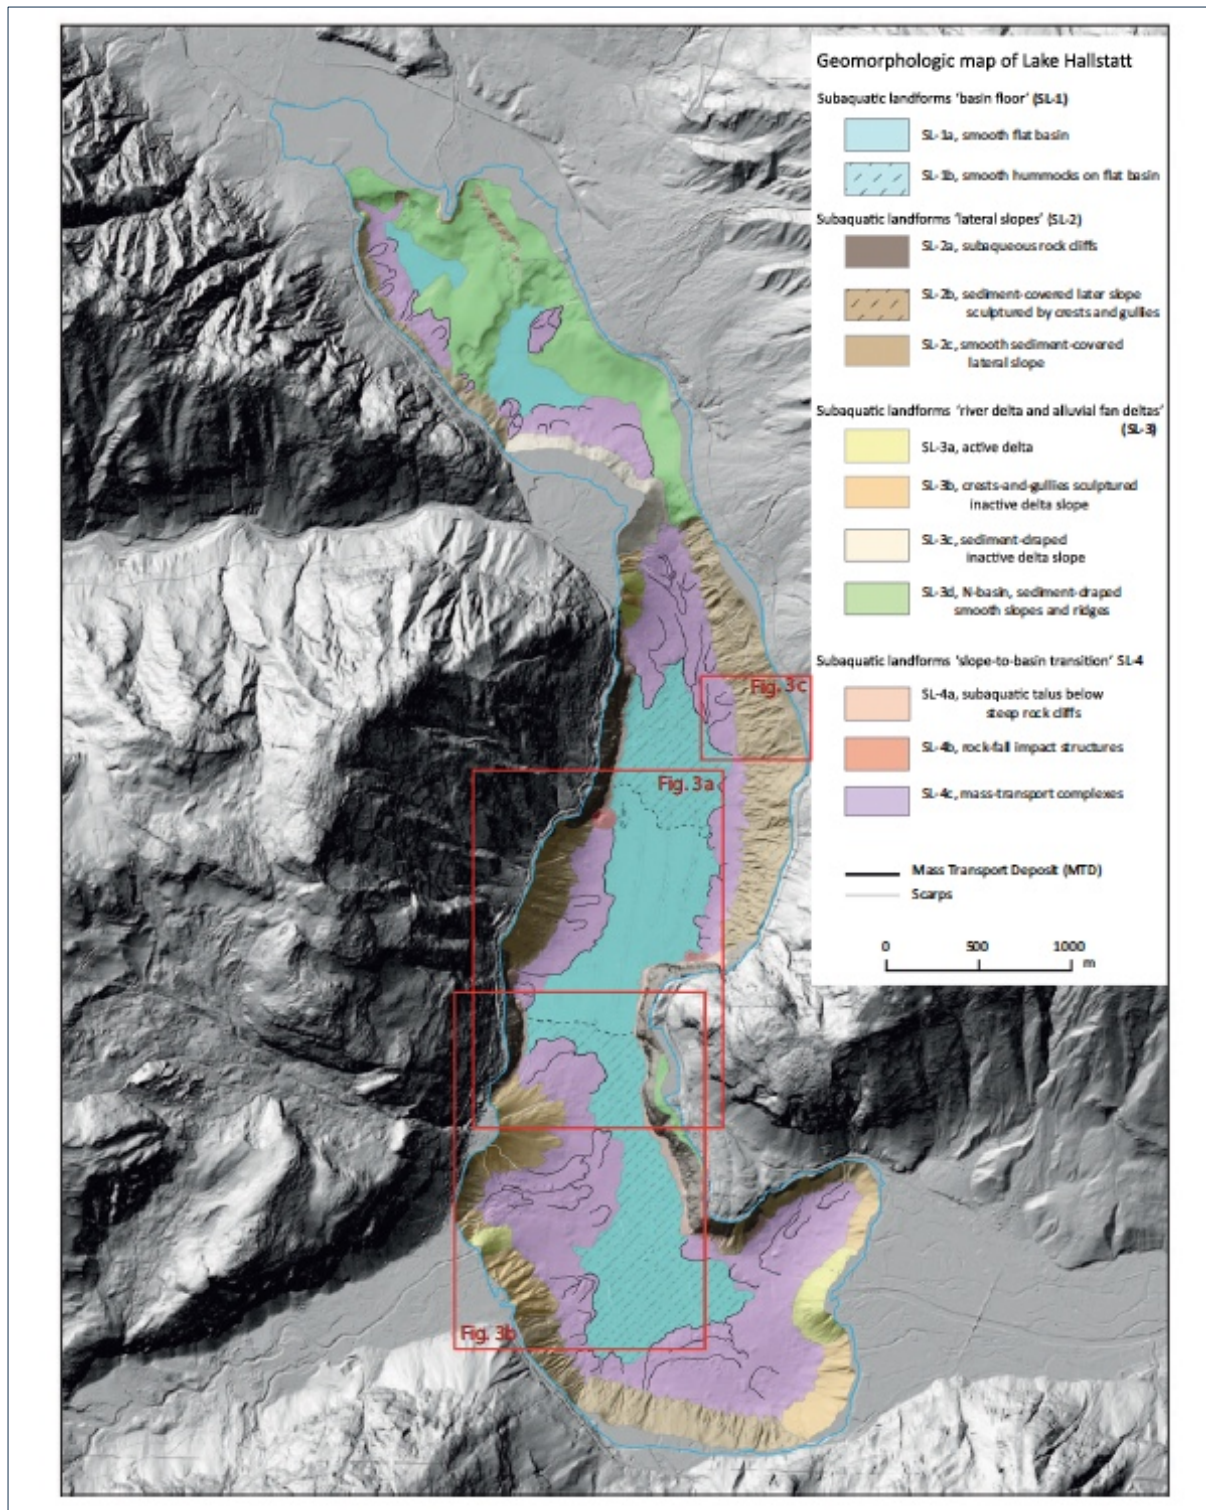 Geomorphologic map of Lake Hallstatt
Subaquatic landforms 'basin floor' (SL-1)
SL-1a, smooth flat basin
SL-1b, smooth hummocks on flat basin
Subaquatic landforms 'lateral slopes' (SL-2)
SL-2a, subaqueous rock cliffs
SL-2b, sediment-covered later slope
sculptured by crests and gullies
SL-2c, smooth sediment-covered
lateral slope
Subaquatic landforms 'river delta and alluvial fan deltas'
(SL-3)
SL-3a, active delta
SL-3b, crests-and-gullies sculptured
inactive delta slope
SL-3c, sediment-draped
inactive delta slope
SL-3d, N-basin, sediment-draped
smooth slopes and ridges
Subaquatic landforms 'slope-to-basin transition' SL-4
SL-4a, subaquatic talus below
steep rock cliffs
SL-4b, rock-fall impact structures
SL-4c, mass-transport complexes
Mass Transport Deposit (MTD)
Scarps
0 500 1000
m
Fig. 3c
Fig. 3a
Fig. 3b